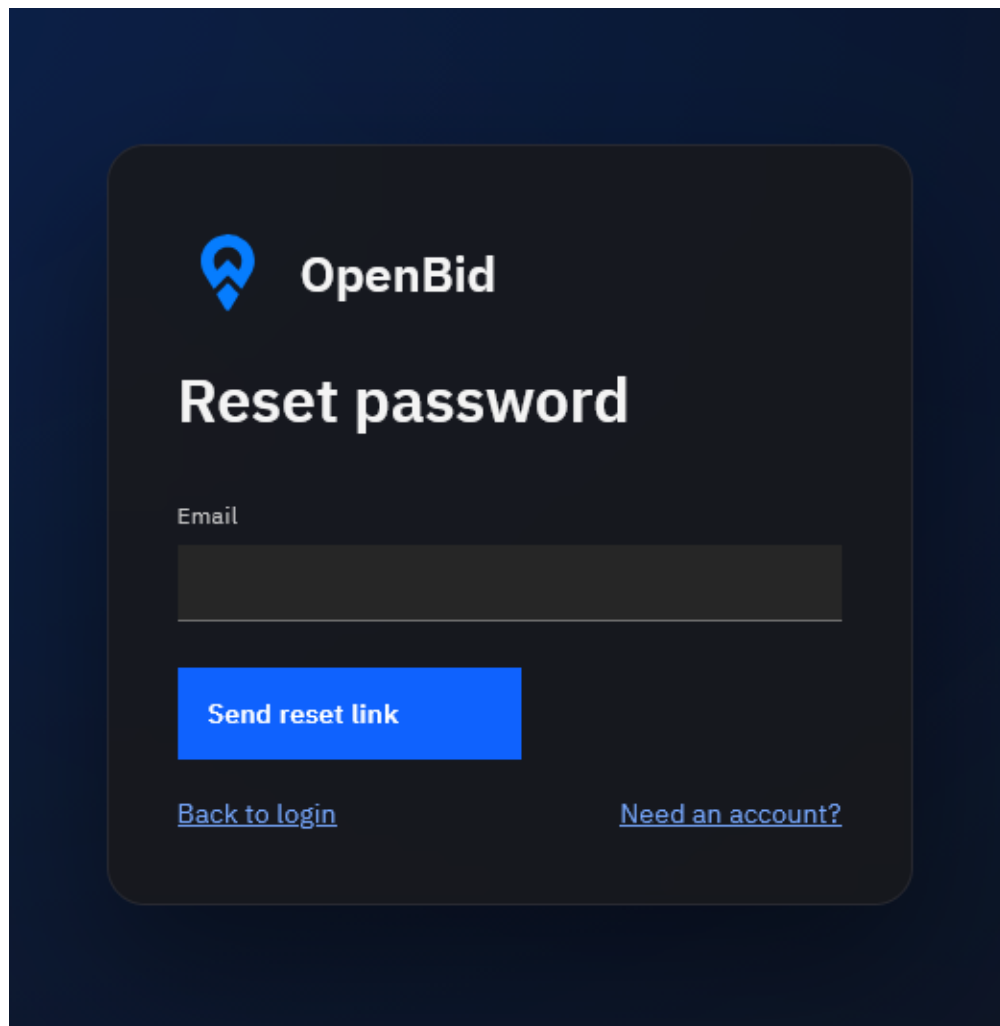 OpenBid
Reset password
Email
Send reset link
Back to login
Need an account?